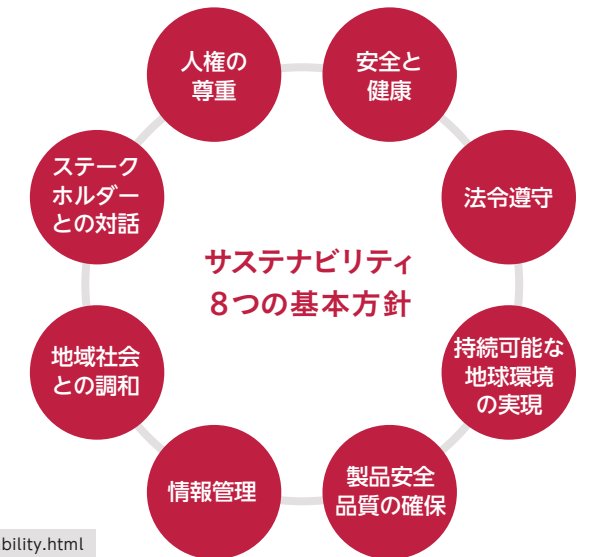 人権の
尊重
安全と
健康
法令遵守
持続可能な
地球環境
の実現
製品安全
品質の確保
情報管理
地域社会
との調和
ステーク
ホルダー
との対話
サステナビリティ
8つの基本方針
bility.html